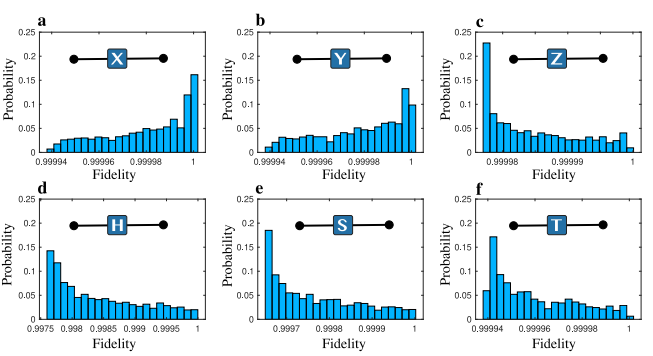 a
Probability
0.25
0.2
0.15
0.1
0.05
0
X
0.99994
0.99996
0.99998
1
Fidelity
b
Probability
0.25
0.2
0.15
0.1
0.05
0
Y
0.99994
0.99996
0.99998
1
Fidelity
c
Probability
0.25
0.2
0.15
0.1
0.05
0
Z
0.99998
0.99999
1
Fidelity
d
Probability
0.25
0.2
0.15
0.1
0.05
0
H
0.9975
0.998
0.9985
0.999
0.9995
1
Fidelity
e
Probability
0.25
0.2
0.15
0.1
0.05
0
S
0.9997
0.9998
0.9999
1
Fidelity
f
Probability
0.25
0.2
0.15
0.1
0.05
0
T
0.99994
0.99996
0.99998
1
Fidelity